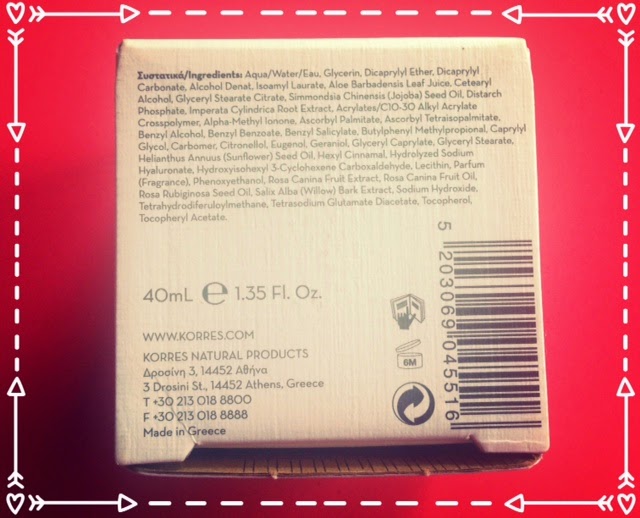 Συστατικά/Ingredients: Aqua/Water/Eau, Glycerin, Dicaprylyl Ether, Dicaprylyl
Carbonate, Alcohol Denat, Isoamyl Laurate, Aloe Barbadensis Leaf Juice, Cetearyl
Alcohol, Glyceryl Stearate Citrate, Simmondsia Chinensis (Jojoba) Seed Oil, Distarch
Phosphate, Imperata Cylindrica Root Extract, Acrylates/C10-30 Alkyl Acrylate
Crosspolymer, Alpha-Methyl Ionone, Ascorbyl Palmitate, Ascorbyl Tetraisopalmitate,
Benzyl Alcohol, Benzyl Benzoate, Benzyl Salicylate, Butylphenyl Methylpropional, Caprylyl
Glycol, Carbomer, Citronellol, Eugenol, Geraniol, Glyceryl Caprylate, Glyceryl Stearate,
Helianthus Annuus (Sunflower) Seed Oil, Hexyl Cinnamal, Hydrolyzed Sodium
Hyaluronate, Hydroxyisohexyl 3-Cyclohexene Carboxaldehyde, Lecithin, Parfum
(Fragrance), Phenoxyethanol, Rosa Canina Fruit Extract, Rosa Canina Fruit Oil,
Rosa Rubiginosa Seed Oil, Salix Alba (Willow) Bark Extract, Sodium Hydroxide,
Tetrahydrodiferuloylmethane, Tetrasodium Glutamate Diacetate, Tocopherol,
Tocopheryl Acetate.
40mL e 1.35 Fl. Oz.
WWW.KORRES.COM
KORRES NATURAL PRODUCTS
Δροσίνη 3, 14452 Αθήνα
3 Drosini St., 14452 Athens, Greece
T +30 213 018 8800
F +30 213 018 8888
Made in Greece
6M
5 203069 045516